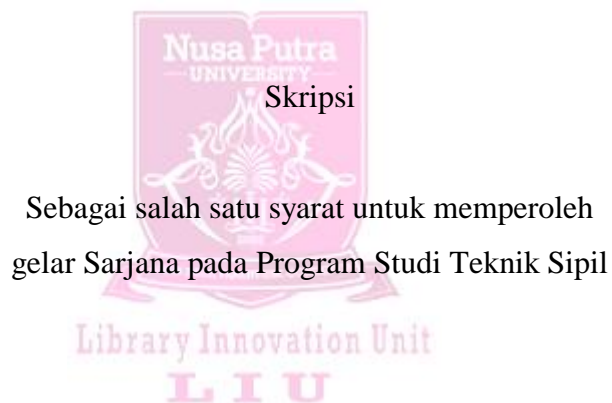 Nusa Putra
UNIVERSITY
Skripsi
Sebagai salah satu syarat untuk memperoleh
gelar Sarjana pada Program Studi Teknik Sipil
Library Innovation Unit
LIU